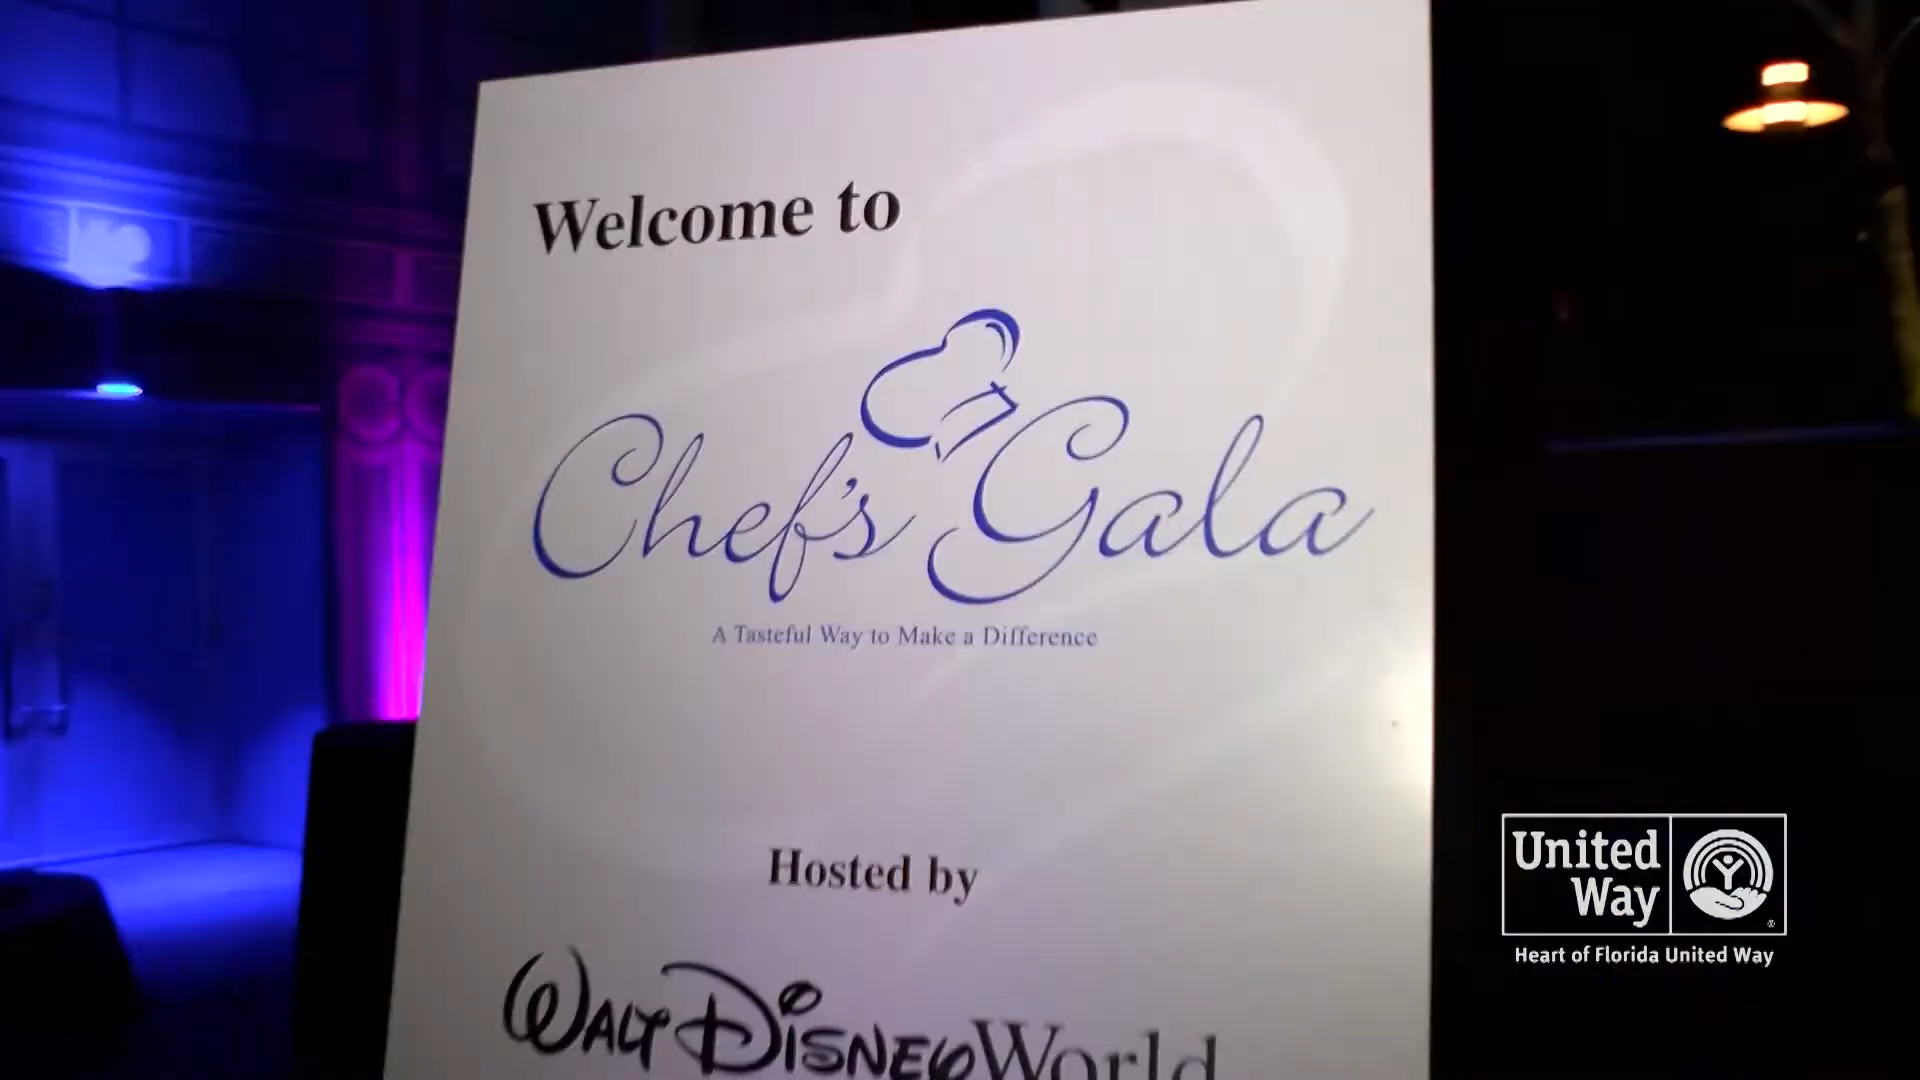 Welcome to
Chef's Gala
A Tasteful Way to Make a Difference
Hosted by
WALT DISNEY World
United
Way
Heart of Florida United Way